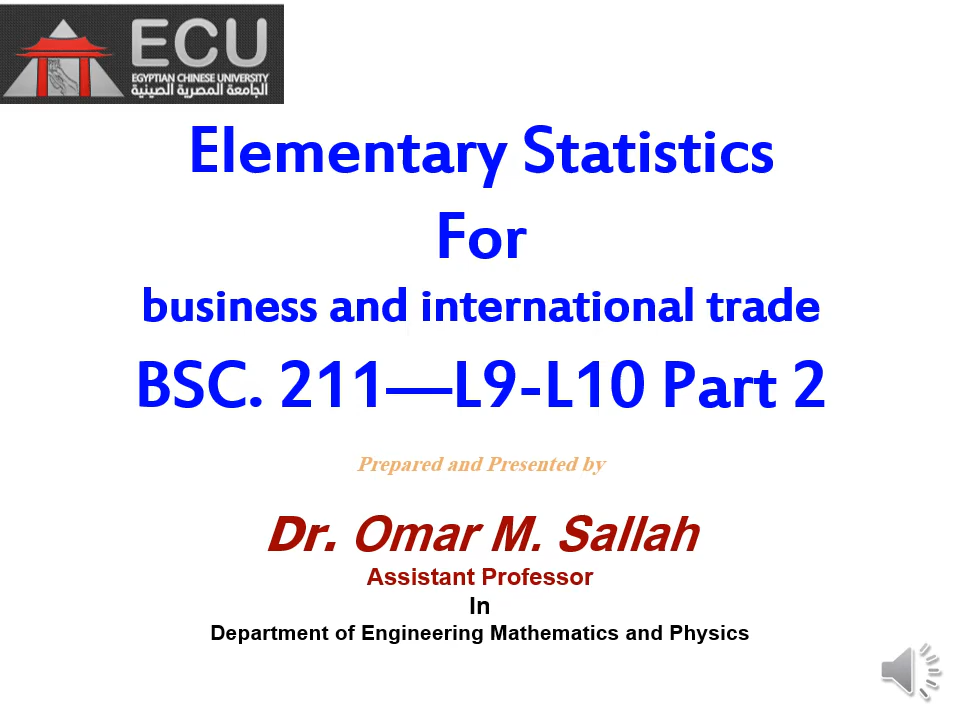 ECU
EGYPTIAN CHINESE UNIVERSITY
الجامعة المصرية الصينية
Elementary Statistics
For
business and international trade
BSC. 211—L9-L10 Part 2
Prepared and Presented by
Dr. Omar M. Sallah
Assistant Professor
In
Department of Engineering Mathematics and Physics